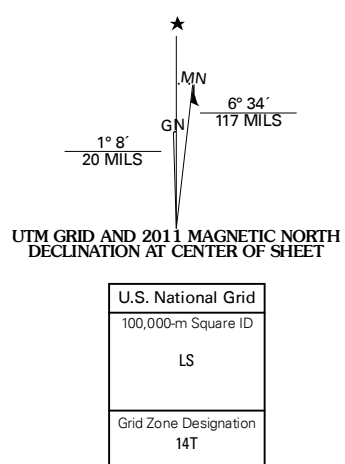 MN
6° 34´
117 MILS
GN
1° 8´
20 MILS
UTM GRID AND 2011 MAGNETIC NORTH
DECLINATION AT CENTER OF SHEET
U.S. National Grid
100,000-m Square ID
LS
Grid Zone Designation
14T